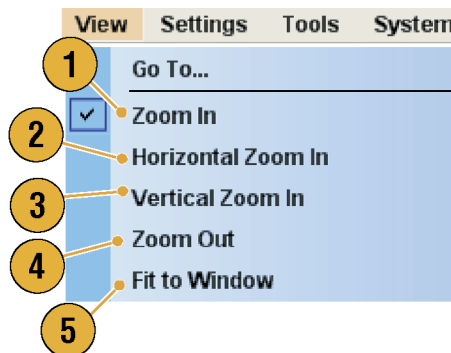 View Settings Tools System
Go To...
1
Zoom In
2
Horizontal Zoom In
3
Vertical Zoom In
4
Zoom Out
5
Fit to Window